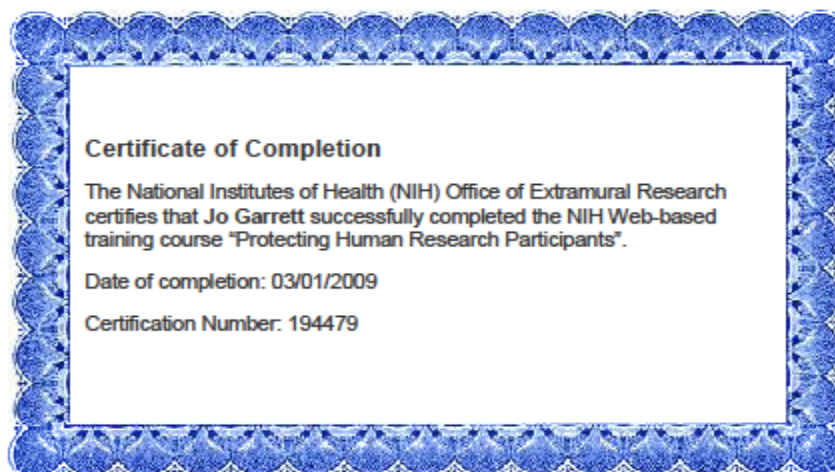 Certificate of Completion
The National Institutes of Health (NIH) Office of Extramural Research
certifies that Jo Garrett successfully completed the NIH Web-based
training course “Protecting Human Research Participants”.
Date of completion: 03/01/2009
Certification Number: 194479